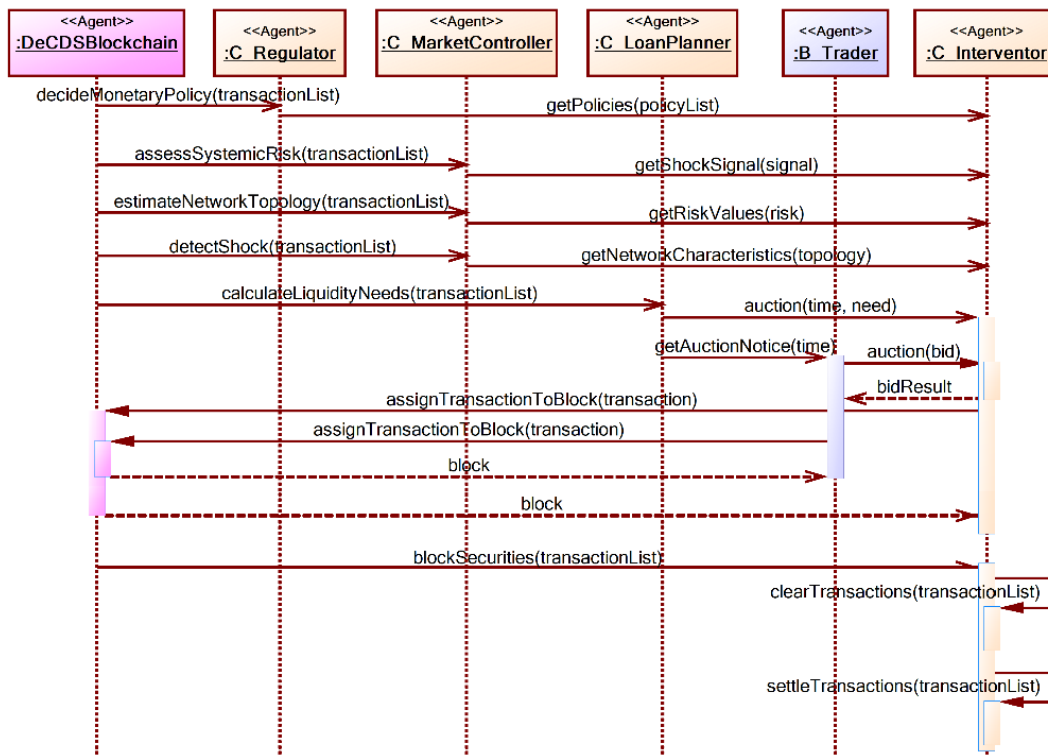 <<Agent>>
:DeCDSBlockchain
<<Agent>>
:C_Regulator
<<Agent>>
:C_MarketController
<<Agent>>
:C_LoanPlanner
<<Agent>>
:B_Trader
<<Agent>>
:C_Interventor
decideMonetaryPolicy(transactionList)
getPolicies(policyList)
assessSystemicRisk(transactionList)
getShockSignal(signal)
estimateNetworkTopology(transactionList)
getRiskValues(risk)
detectShock(transactionList)
getNetworkCharacteristics(topology)
calculateLiquidityNeeds(transactionList)
auction(time, need)
getAuctionNotice(time)
auction(bid)
bidResult
assignTransactionToBlock(transaction)
assignTransactionToBlock(transaction)
block
block
blockSecurities(transactionList)
clearTransactions(transactionList)
settleTransactions(transactionList)